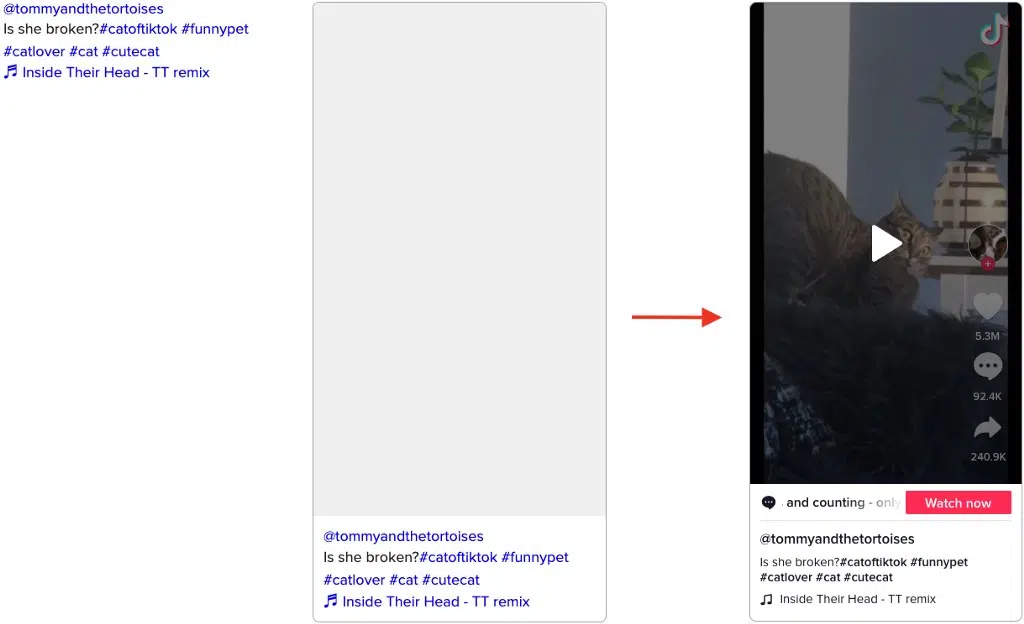 @tommyandthetortoises
Is she broken?#catoftiktok #funnypet
#catlover #cat #cutecat
Inside Their Head - TT remix
@tommyandthetortoises
Is she broken?#catoftiktok #funnypet
#catlover #cat #cutecat
Inside Their Head - TT remix
5.3M
92.4K
240.9K
. and counting - only
Watch now
@tommyandthetortoises
Is she broken?#catoftiktok #funnypet
#catlover #cat #cutecat
Inside Their Head - TT remix